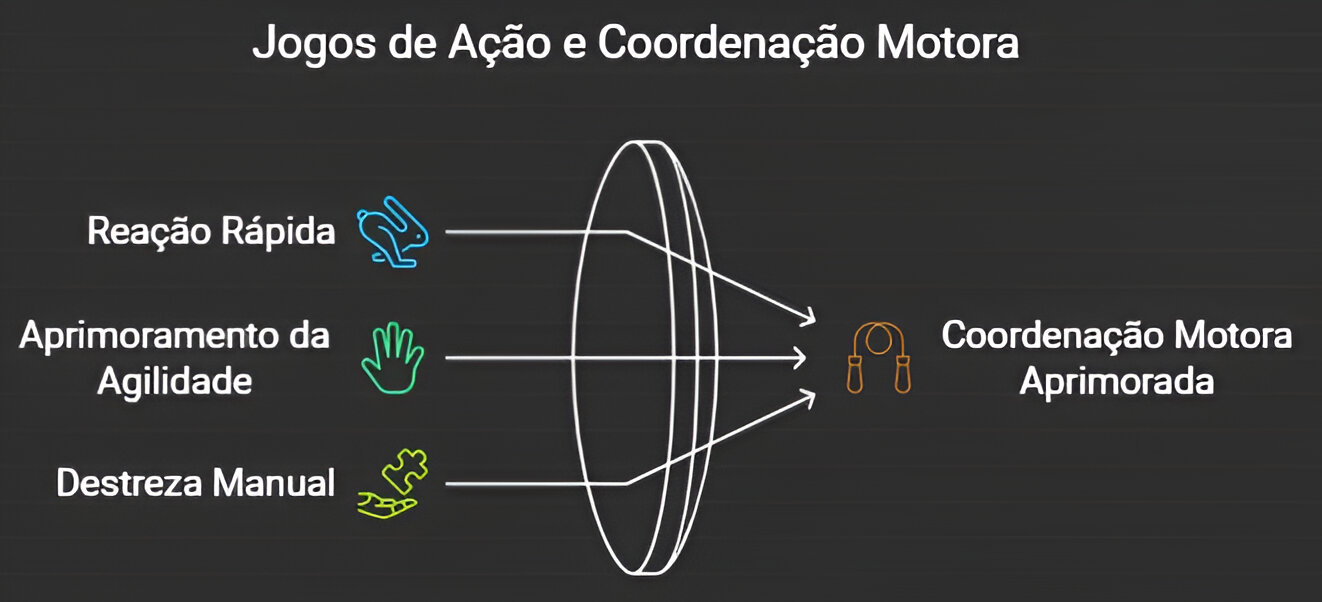 Jogos de Ação e Coordenação Motora
Reação Rápida
Aprimoramento da
Agilidade
Destreza Manual
Coordenação Motora
Aprimorada